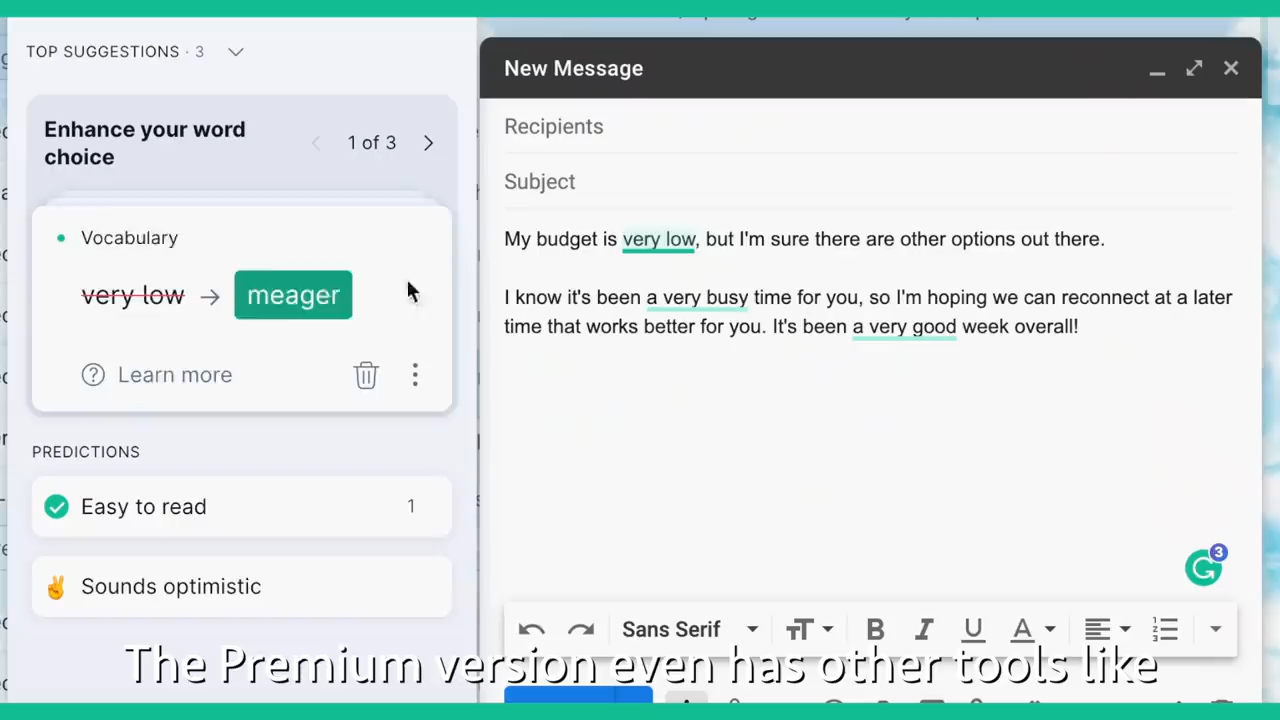 TOP SUGGESTIONS · 3
Enhance your word
choice
1 of 3
Vocabulary
very low → meager
Learn more
PREDICTIONS
Easy to read 1
Sounds optimistic
New Message
Recipients
Subject
My budget is very low, but I'm sure there are other options out there.
I know it's been a very busy time for you, so I'm hoping we can reconnect at a later
time that works better for you. It's been a very good week overall!
3
Sans Serif
B I U A
The Premium version even has other tools like